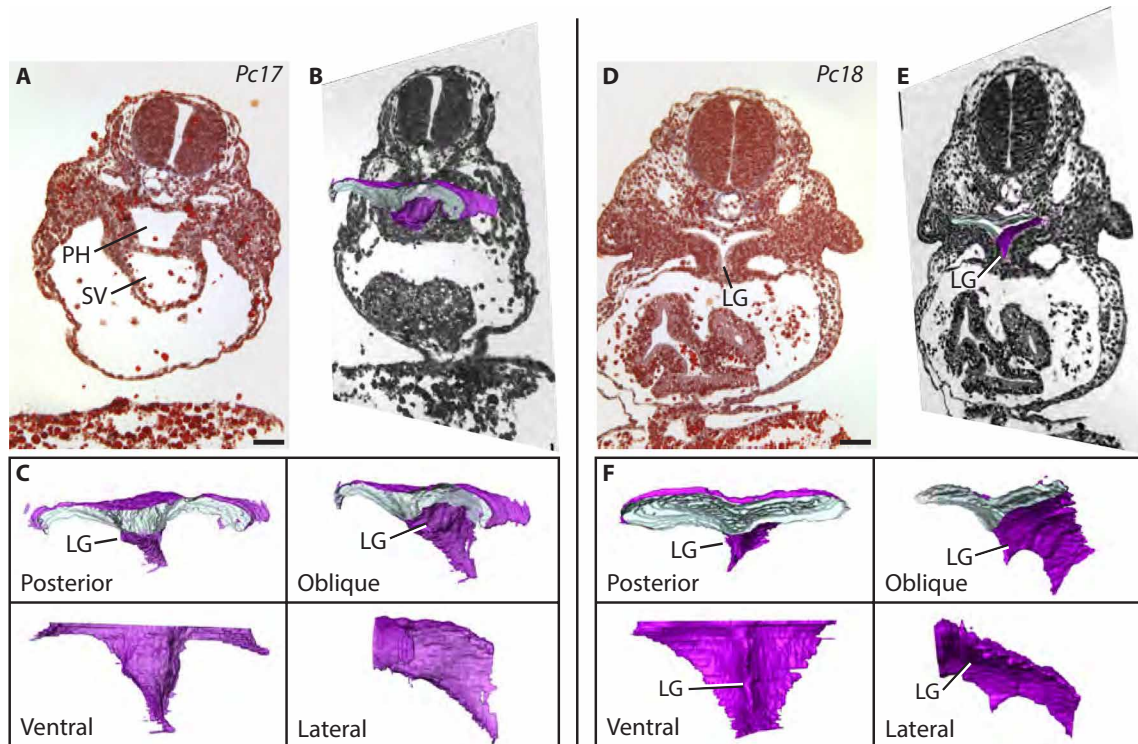 A Pc17 B D Pc18 E
PH
SV
LG
LG
C
F
LG
LG
LG
LG
Posterior Oblique Posterior Oblique
LG
LG
Ventral Lateral Ventral Lateral